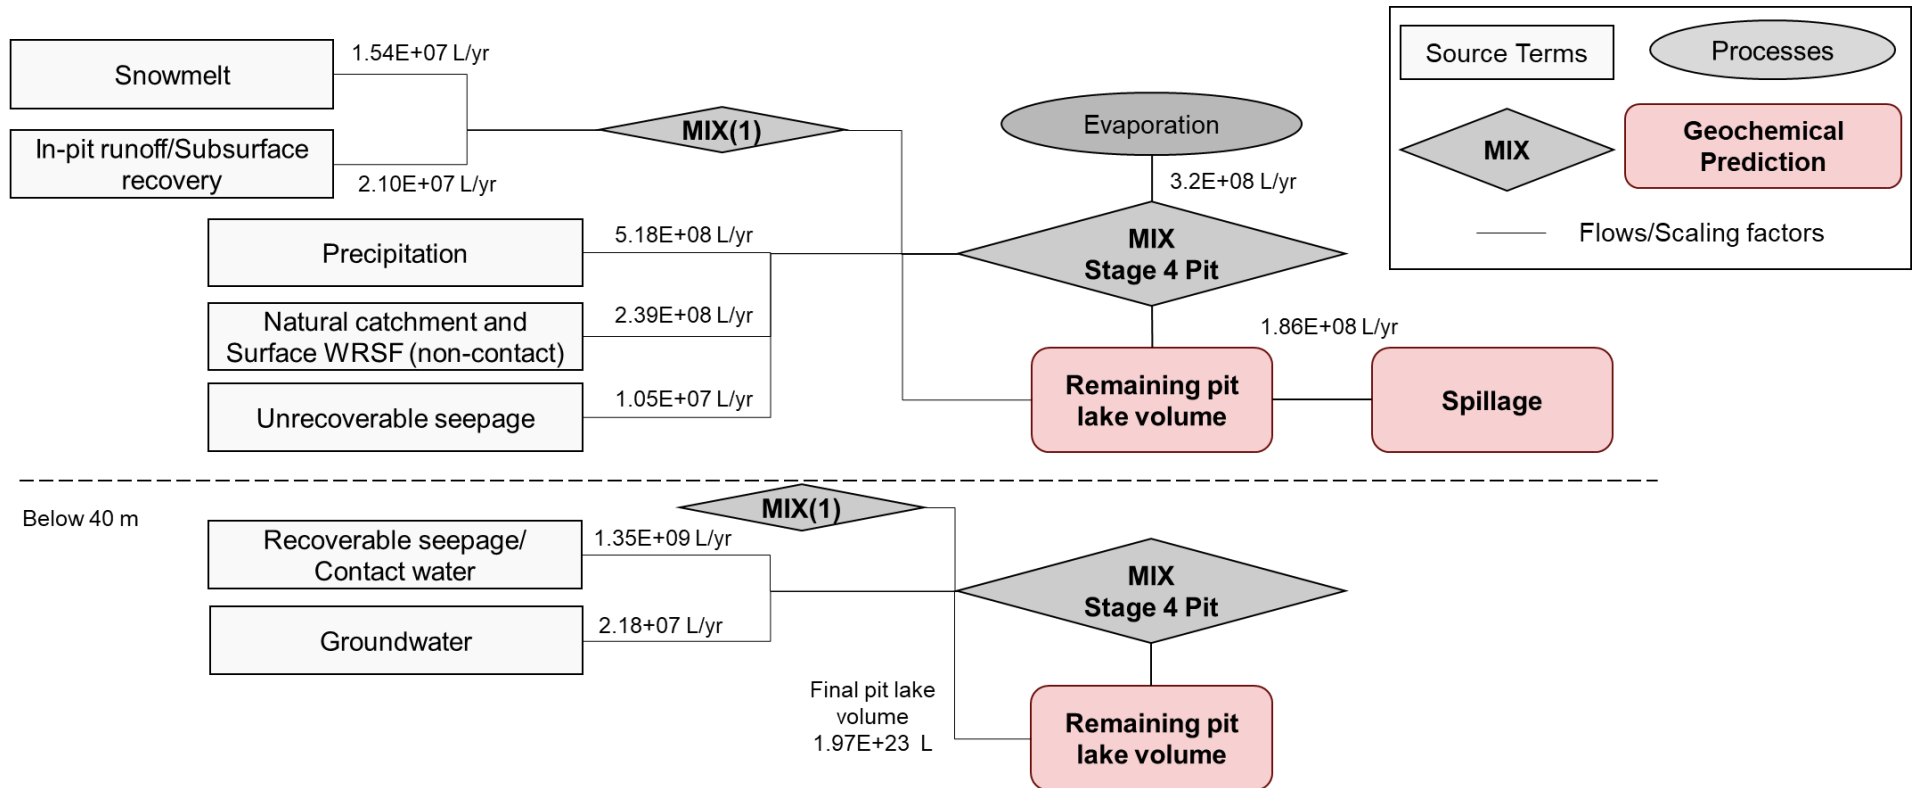 Snowmelt
1.54E+07 L/yr
In-pit runoff/Subsurface
recovery
2.10E+07 L/yr
MIX(1)
Evaporation
3.2E+08 L/yr
Precipitation
5.18E+08 L/yr
MIX
Stage 4 Pit
Natural catchment and
Surface WRSF (non-contact)
2.39E+08 L/yr
Unrecoverable seepage
1.05E+07 L/yr
Remaining pit
lake volume
1.86E+08 L/yr
Spillage
Source Terms
Processes
MIX
Geochemical
Prediction
Flows/Scaling factors
Below 40 m
MIX(1)
Recoverable seepage/
Contact water
1.35E+09 L/yr
Groundwater
2.18+07 L/yr
MIX
Stage 4 Pit
Final pit lake
volume
1.97E+23 L
Remaining pit
lake volume